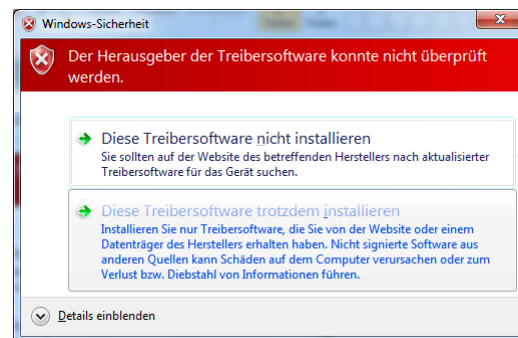 Windows-Sicherheit
Der Herausgeber der Treibersoftware konnte nicht überprüft
werden.
Diese Treibersoftware nicht installieren
Sie sollten auf der Website des betreffenden Herstellers nach aktualisierter
Treibersoftware für das Gerät suchen.
Diese Treibersoftware trotzdem installieren
Installieren Sie nur Treibersoftware, die Sie von der Website oder einem
Datenträger des Herstellers erhalten haben. Nicht signierte Software aus
anderen Quellen kann Schäden auf dem Computer verursachen oder zum
Verlust bzw. Diebstahl von Informationen führen.
Details einblenden